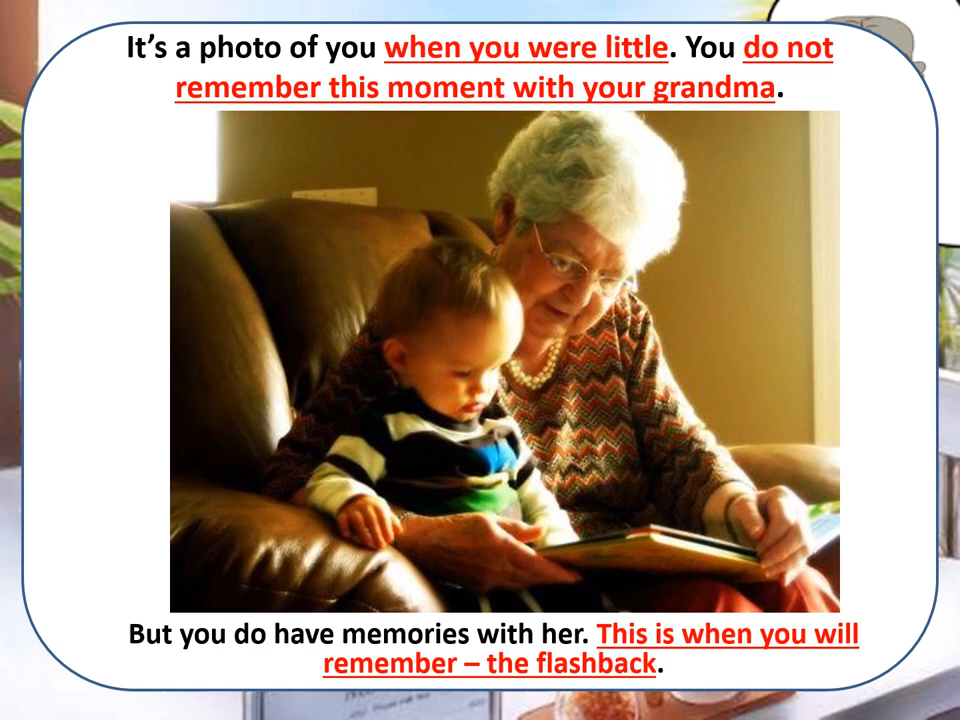 It’s a photo of you when you were little. You do not
remember this moment with your grandma.
But you do have memories with her. This is when you will
remember – the flashback.